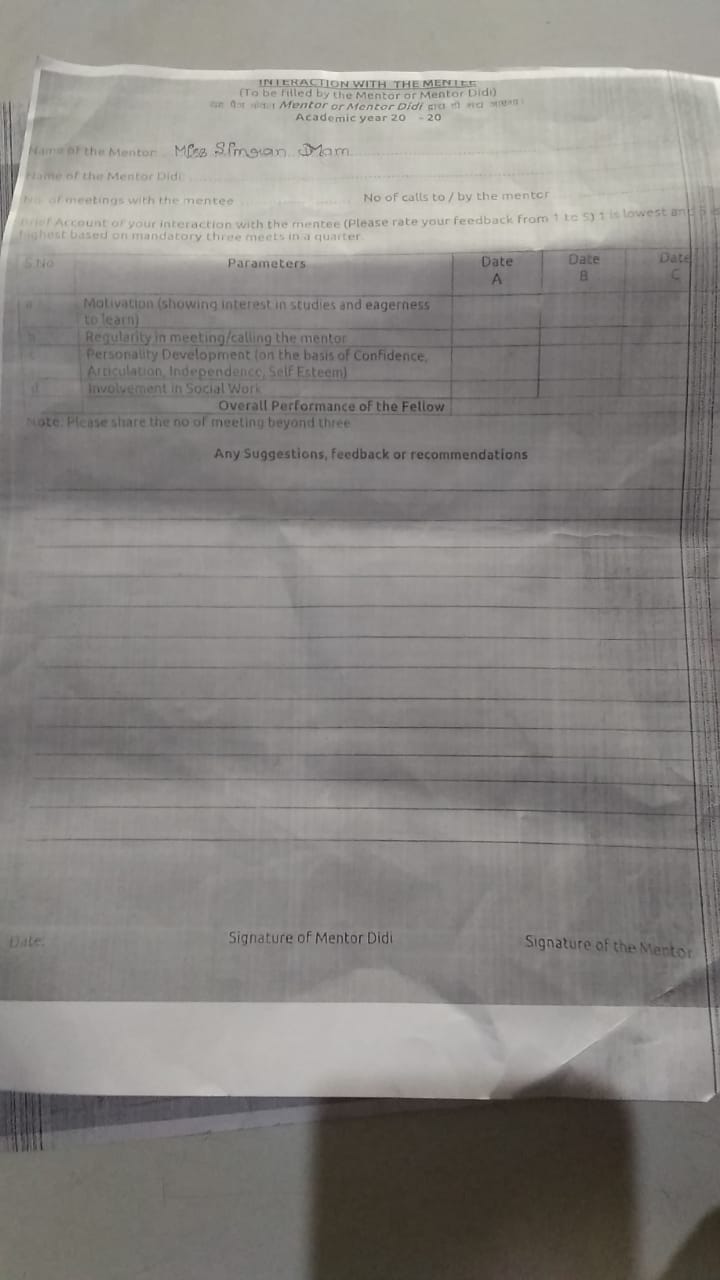 INTERACTION WITH THE MENTEE
(To be filled by the Mentor or Mentor Didi)
Mentor or Mentor Didi
Academic year 20 - 20
Name of the Mentor Miss Simran Mam
Name of the Mentor Didi
No. of meetings with the mentee No of calls to / by the mentor
Brief Account of your interaction with the mentee (Please rate your feedback from 1 to 5) 1 is lowest and 5
highest based on mandatory three meets in a quarter.
S.No Parameters Date A Date B Date C
a Motivation (showing interest in studies and eagerness
to learn)
b Regularity in meeting/calling the mentor
c Personality Development (on the basis of Confidence,
Articulation, Independence, Self Esteem)
d Involvement in Social Work
Overall Performance of the Fellow
Note: Please share the no of meeting beyond three
Any Suggestions, feedback or recommendations
Date: Signature of Mentor Didi Signature of the Mentor